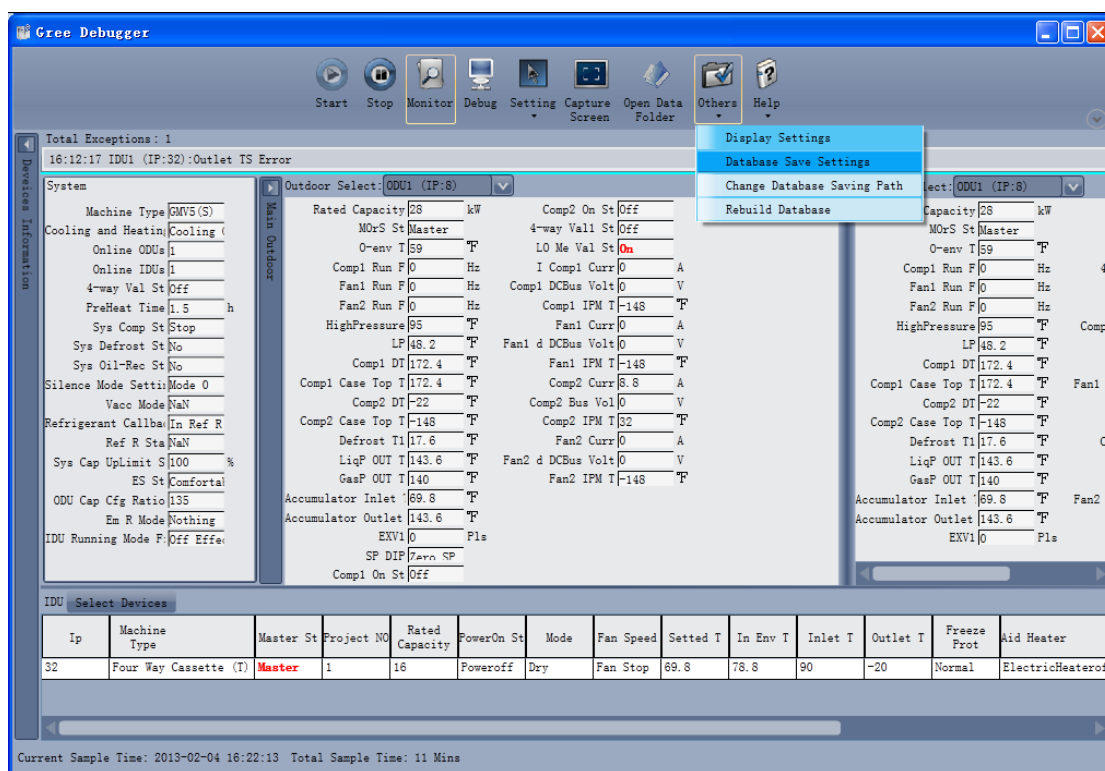 Gree Debugger
Start Stop Monitor Debug Setting Capture Screen Open Data Folder Others Help
Total Exceptions: 1
16:12:17 IDU1 (IP:32):Outlet TS Error
Display Settings
Database Save Settings
Change Database Saving Path
Rebuild Database
Deveices Information
System
Machine Type GMV5(S)
Cooling and Heatin Cooling (
Online ODUs 1
Online IDUs 1
4-way Val St Off
PreHeat Time 1.5 h
Sys Comp St Stop
Sys Defrost St No
Sys Oil-Rec St No
Silence Mode Setti Mode 0
Vacc Mode NaN
Refrigerant Callba In Ref R
Ref R Sta NaN
Sys Cap UpLimit S 100 %
ES St Comforta
ODU Cap Cfg Ratio 135
Em R Mode Nothing
IDU Running Mode F: Off Effe
Main Outdoor
Outdoor Select: ODU1 (IP:8)
Rated Capacity 28 kW Comp2 On St Off
MOrS St Master 4-way Val1 St Off
O-env T 59 ℉ LO Me Val St On
Comp1 Run F 0 Hz I Comp1 Curr 0 A
Fan1 Run F 0 Hz Comp1 DCBus Volt 0 V
Fan2 Run F 0 Hz Comp1 IPM T -148 ℉
HighPressure 95 ℉ Fan1 Curr 0 A
LP 48.2 ℉ Fan1 d DCBus Volt 0 V
Comp1 DT 172.4 ℉ Fan1 IPM T -148 ℉
Comp1 Case Top T 172.4 ℉ Comp2 Curr 8.8 A
Comp2 DT -22 ℉ Comp2 Bus Vol 0 V
Comp2 Case Top T -148 ℉ Comp2 IPM T 32 ℉
Defrost T1 17.6 ℉ Fan2 Curr 0 A
LiqP OUT T 143.6 ℉ Fan2 d DCBus Volt 0 V
GasP OUT T 140 ℉ Fan2 IPM T -148 ℉
Accumulator Inlet 69.8 ℉
Accumulator Outlet 143.6 ℉
EXV1 0 Pls
SP DIP Zero SP
Comp1 On St Off
lect: ODU1 (IP:8)
Capacity 28 kW
MOrS St Master
O-env T 59 ℉
Comp1 Run F 0 Hz 4
Fan1 Run F 0 Hz
Fan2 Run F 0 Hz
HighPressure 95 ℉ Comp
LP 48.2 ℉
Comp1 DT 172.4 ℉
Comp1 Case Top T 172.4 ℉ Fan1
Comp2 DT -22 ℉
Comp2 Case Top T -148 ℉
Defrost T1 17.6 ℉ C
LiqP OUT T 143.6 ℉
GasP OUT T 140 ℉
Accumulator Inlet 69.8 ℉ Fan2
Accumulator Outlet 143.6 ℉
EXV1 0 Pls
IDU Select Devices
Ip Machine Type Master St Project NO Rated Capacity PowerOn St Mode Fan Speed Setted T In Env T Inlet T Outlet T Freeze Prot Aid Heater
32 Four Way Cassette (T) Master 1 16 Poweroff Dry Fan Stop 69.8 78.8 90 -20 Normal ElectricHeaterof
Current Sample Time: 2013-02-04 16:22:13 Total Sample Time: 11 Mins